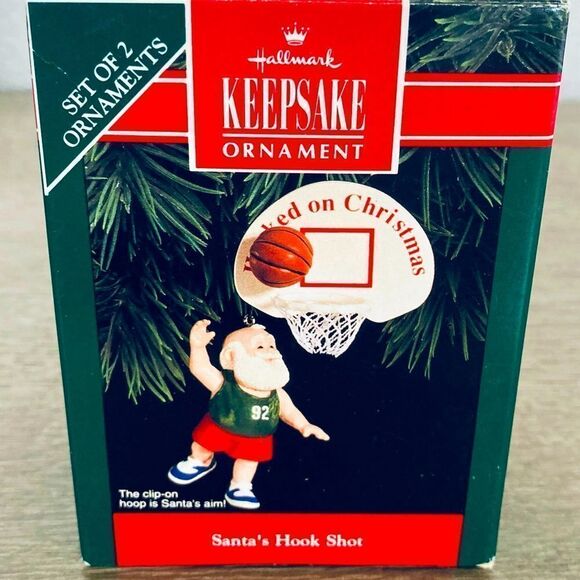 SET OF 2
ORNAMENTS
Hallmark
KEEPSAKE
ORNAMENT
on Christmas
92
The clip-on
hoop is Santa's aim!
Santa's Hook Shot